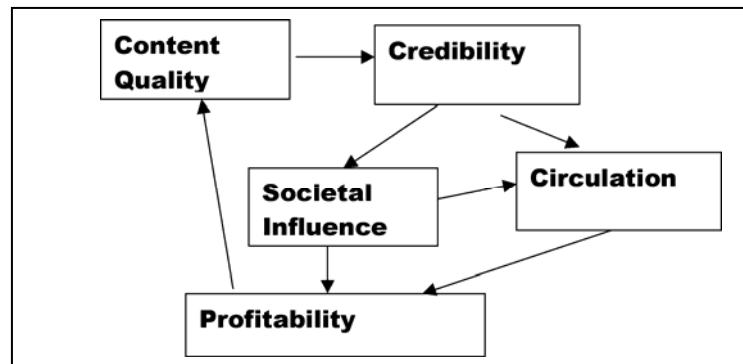 Content
Quality
Credibility
Societal
Influence
Circulation
Profitability